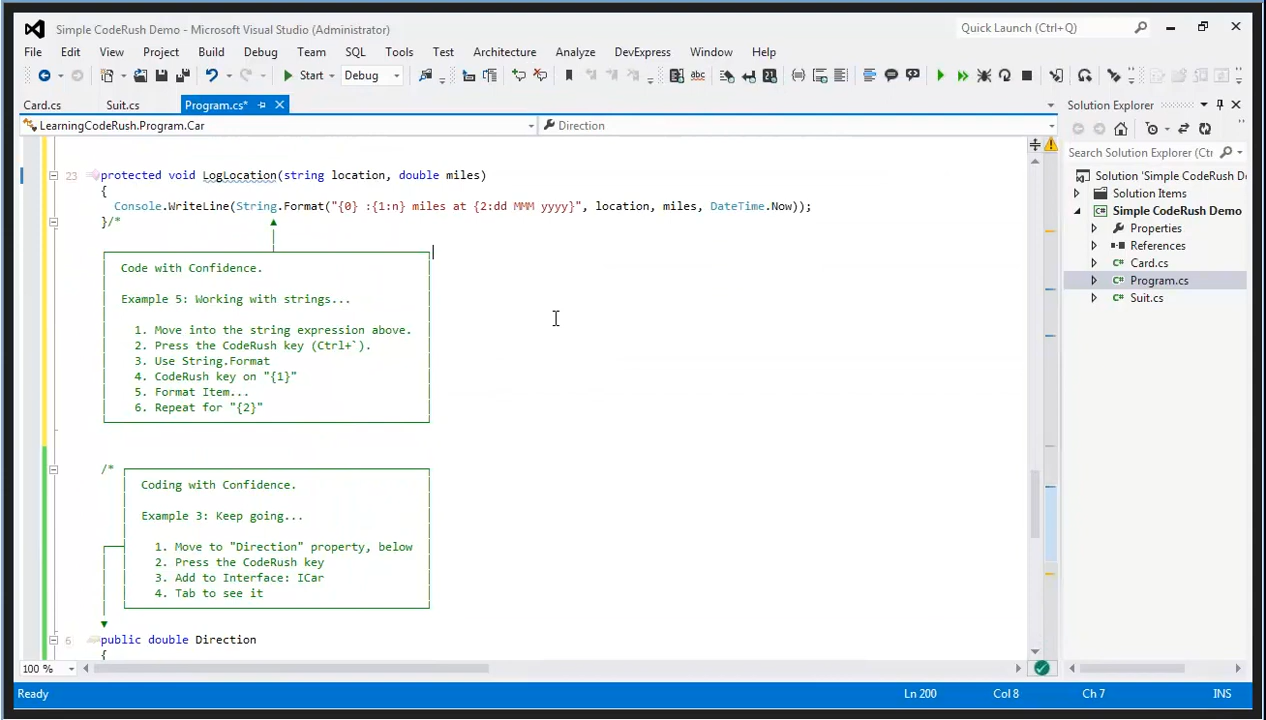 Simple CodeRush Demo - Microsoft Visual Studio (Administrator)
Quick Launch (Ctrl+Q)
File Edit View Project Build Debug Team SQL Tools Test Architecture Analyze DevExpress Window Help
Start Debug
Card.cs Suit.cs Program.cs*
LearningCodeRush.Program.Car
Direction
23 protected void LogLocation(string location, double miles)
{
Console.WriteLine(String.Format("{0} :{1:n} miles at {2:dd MMM yyyy}", location, miles, DateTime.Now));
}/*
Code with Confidence.
Example 5: Working with strings...
1. Move into the string expression above.
2. Press the CodeRush key (Ctrl+`).
3. Use String.Format
4. CodeRush key on "{1}"
5. Format Item...
6. Repeat for "{2}"
/*
Coding with Confidence.
Example 3: Keep going...
1. Move to "Direction" property, below
2. Press the CodeRush key
3. Add to Interface: ICar
4. Tab to see it
6 public double Direction
{
100 %
Solution Explorer
Search Solution Explorer (Ctrl
Solution 'Simple CodeRush D
Solution Items
Simple CodeRush Demo
Properties
References
Card.cs
Program.cs
Suit.cs
Ready Ln 200 Col 8 Ch 7 INS